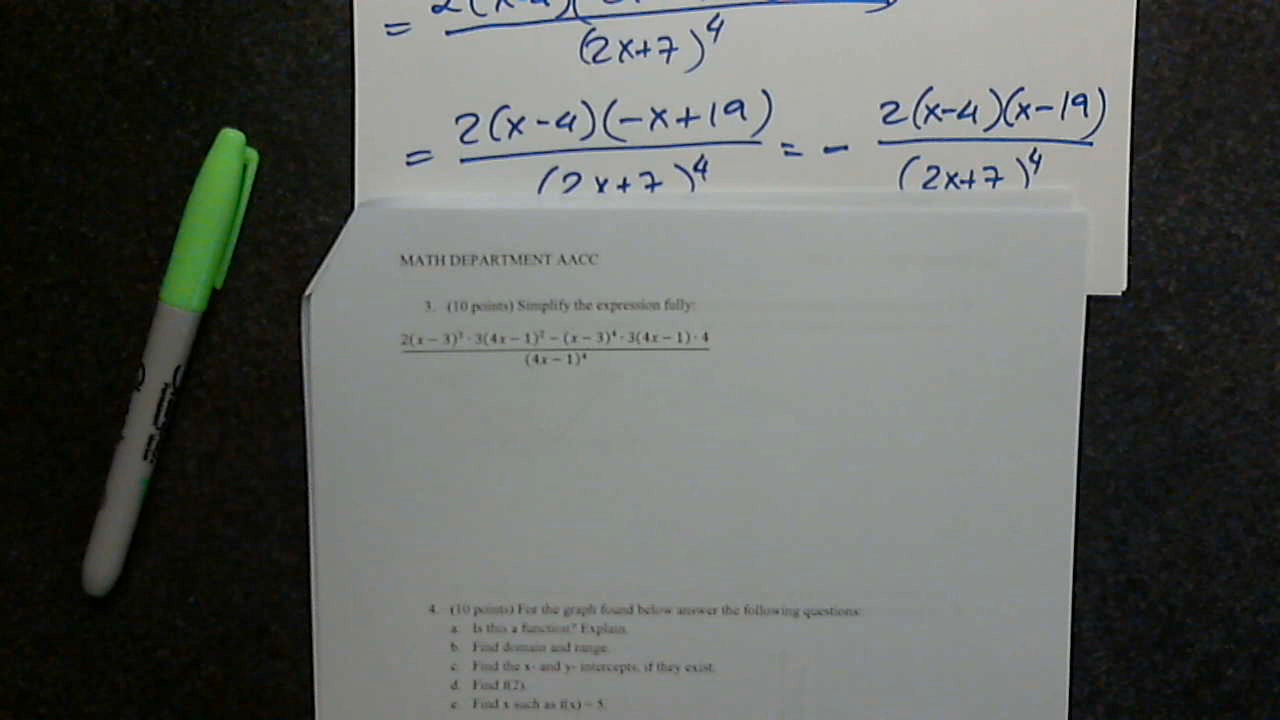 =
(2x+7)⁴
= 2(x-4)(-x+19) / (2x+7)⁴ = - 2(x-4)(x-19) / (2x+7)⁴
MATH DEPARTMENT AACC
3. (10 points) Simplify the expression fully:
2(x − 3)³ · 3(4x − 1)² − (x − 3)⁴ · 3(4x − 1) · 4
(4x − 1)⁴
4. (10 points) For the graph found below answer the following questions:
a. Is this a function? Explain.
b. Find domain and range.
c. Find the x- and y- intercepts, if they exist.
d. Find f(2).
e. Find x such as f(x) = 5.